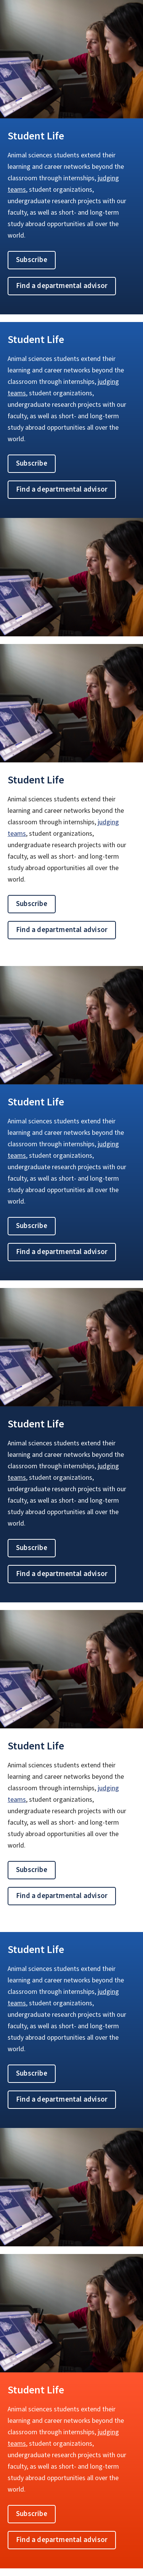 Student Life
Animal sciences students extend their
learning and career networks beyond the
classroom through internships, judging
teams, student organizations,
undergraduate research projects with our
faculty, as well as short- and long-term
study abroad opportunities all over the
world.
Subscribe
Find a departmental advisor
Student Life
Animal sciences students extend their
learning and career networks beyond the
classroom through internships, judging
teams, student organizations,
undergraduate research projects with our
faculty, as well as short- and long-term
study abroad opportunities all over the
world.
Subscribe
Find a departmental advisor
Student Life
Animal sciences students extend their
learning and career networks beyond the
classroom through internships, judging
teams, student organizations,
undergraduate research projects with our
faculty, as well as short- and long-term
study abroad opportunities all over the
world.
Subscribe
Find a departmental advisor
Student Life
Animal sciences students extend their
learning and career networks beyond the
classroom through internships, judging
teams, student organizations,
undergraduate research projects with our
faculty, as well as short- and long-term
study abroad opportunities all over the
world.
Subscribe
Find a departmental advisor
Student Life
Animal sciences students extend their
learning and career networks beyond the
classroom through internships, judging
teams, student organizations,
undergraduate research projects with our
faculty, as well as short- and long-term
study abroad opportunities all over the
world.
Subscribe
Find a departmental advisor
Student Life
Animal sciences students extend their
learning and career networks beyond the
classroom through internships, judging
teams, student organizations,
undergraduate research projects with our
faculty, as well as short- and long-term
study abroad opportunities all over the
world.
Subscribe
Find a departmental advisor
Student Life
Animal sciences students extend their
learning and career networks beyond the
classroom through internships, judging
teams, student organizations,
undergraduate research projects with our
faculty, as well as short- and long-term
study abroad opportunities all over the
world.
Subscribe
Find a departmental advisor
Student Life
Animal sciences students extend their
learning and career networks beyond the
classroom through internships, judging
teams, student organizations,
undergraduate research projects with our
faculty, as well as short- and long-term
study abroad opportunities all over the
world.
Subscribe
Find a departmental advisor